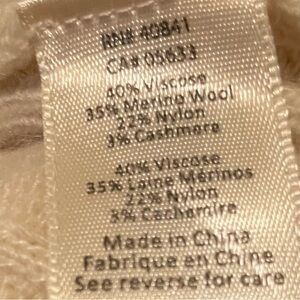 RN# 40841
CA# 05633
40% Viscose
35% Merino Wool
22% Nylon
3% Cashmere
40% Viscose
35% Laine Mérinos
22% Nylon
3% Cachemire
Made in China
Fabriqué en Chine
See reverse for care